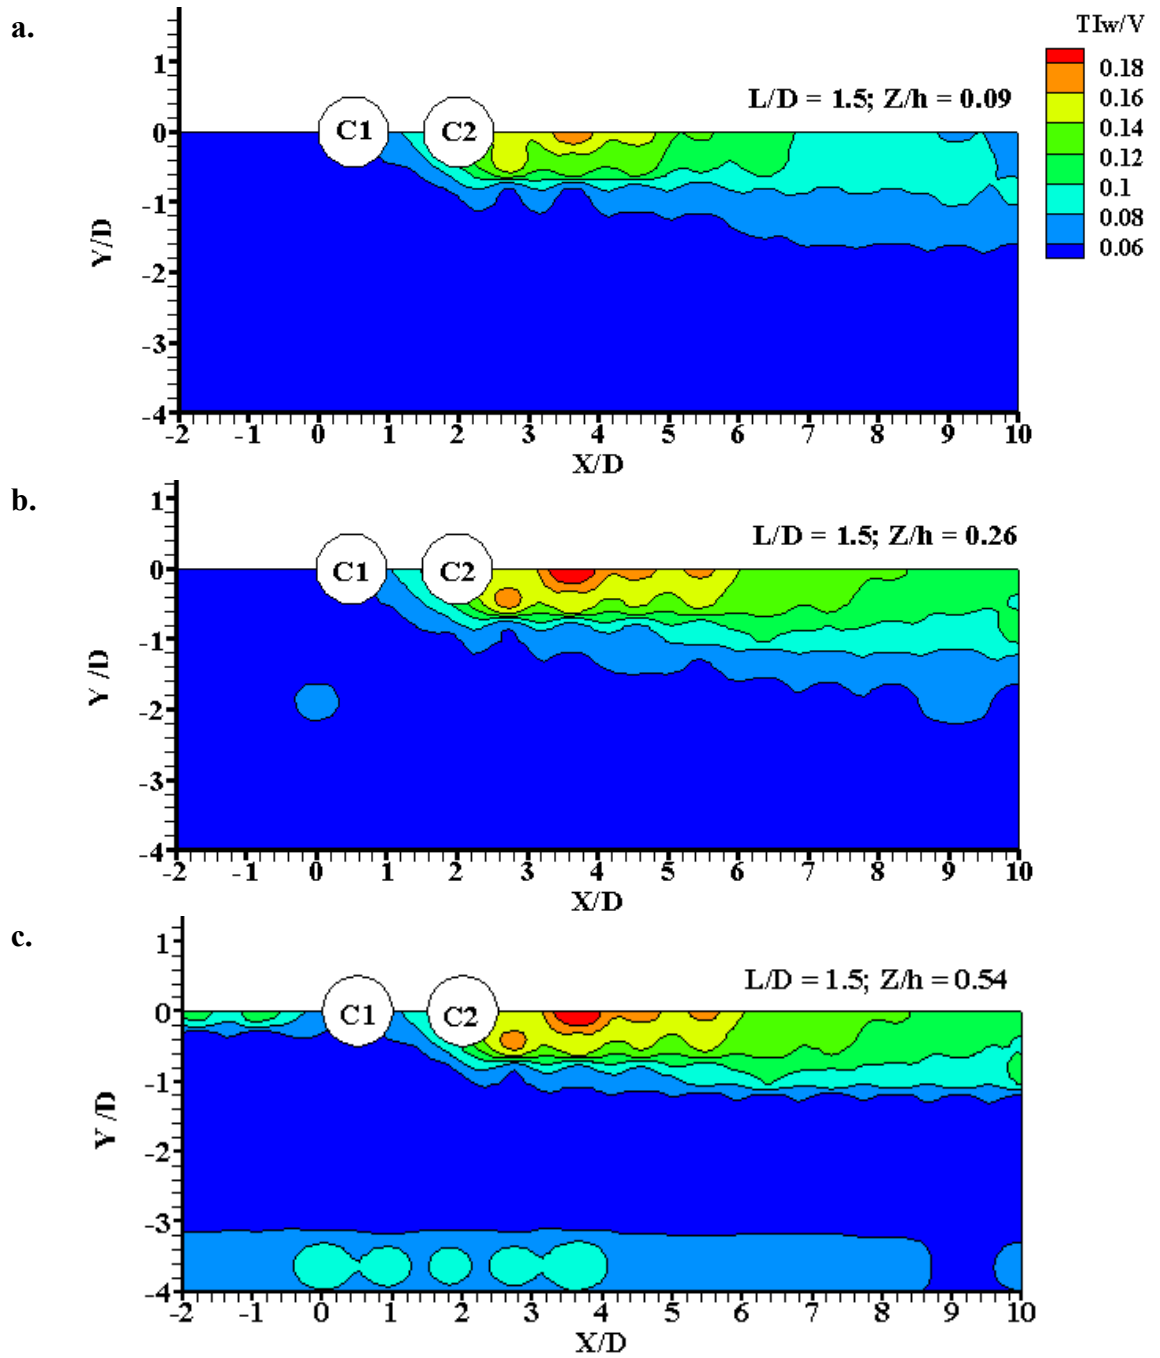 a.
TIw/V
0.18
0.16
0.14
0.12
0.1
0.08
0.06
L/D = 1.5; Z/h = 0.09
C1 C2
1
0
-1
-2
-3
-4
Y/D
-2 -1 0 1 2 3 4 5 6 7 8 9 10
X/D
b.
L/D = 1.5; Z/h = 0.26
C1 C2
1
0
-1
-2
-3
-4
Y /D
-2 -1 0 1 2 3 4 5 6 7 8 9 10
X/D
c.
L/D = 1.5; Z/h = 0.54
C1 C2
1
0
-1
-2
-3
-4
Y /D
-2 -1 0 1 2 3 4 5 6 7 8 9 10
X/D